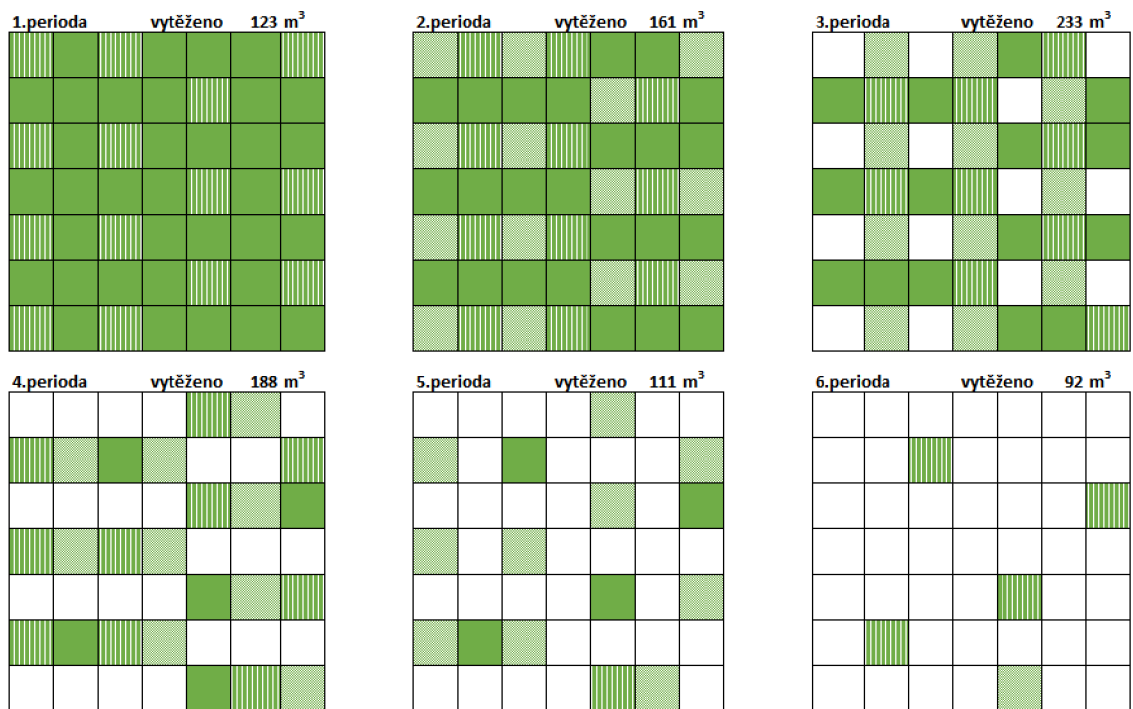 1.perioda vytěženo 123 m³
2.perioda vytěženo 161 m³
3.perioda vytěženo 233 m³
4.perioda vytěženo 188 m³
5.perioda vytěženo 111 m³
6.perioda vytěženo 92 m³